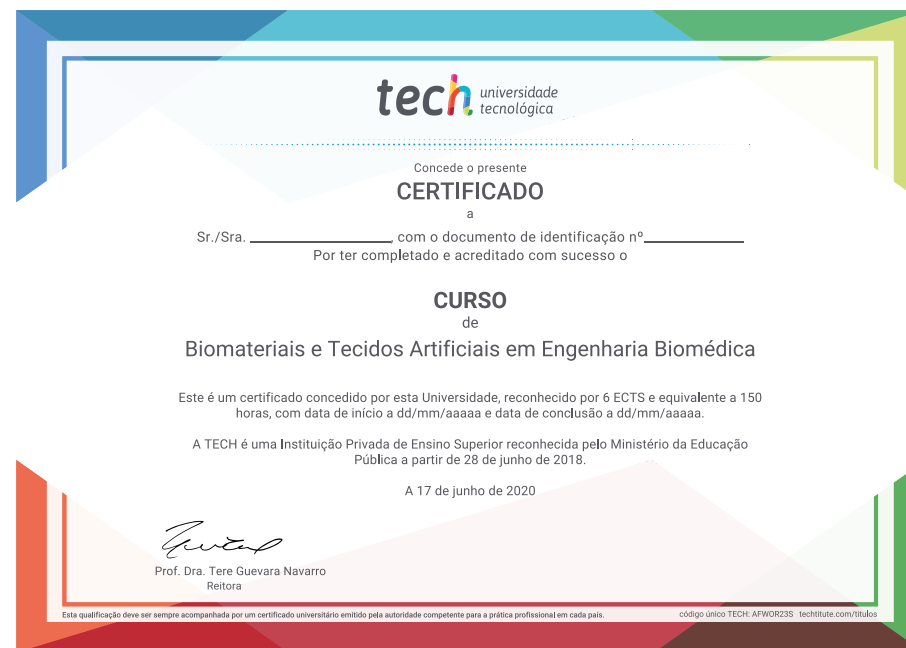 tech universidade
tecnológica
Concede o presente
CERTIFICADO
a
Sr./Sra. ____________________, com o documento de identificação nº______________
Por ter completado e acreditado com sucesso o
CURSO
de
Biomateriais e Tecidos Artificiais em Engenharia Biomédica
Este é um certificado concedido por esta Universidade, reconhecido por 6 ECTS e equivalente a 150
horas, com data de início a dd/mm/aaaaa e data de conclusão a dd/mm/aaaaa.
A TECH é uma Instituição Privada de Ensino Superior reconhecida pelo Ministério da Educação
Pública a partir de 28 de junho de 2018.
A 17 de junho de 2020
Prof. Dra. Tere Guevara Navarro
Reitora
Esta qualificação deve ser sempre acompanhada por um certificado universitário emitido pela autoridade competente para a prática profissional em cada país.
código único TECH: AFWOR23S techtitute.com/titulos